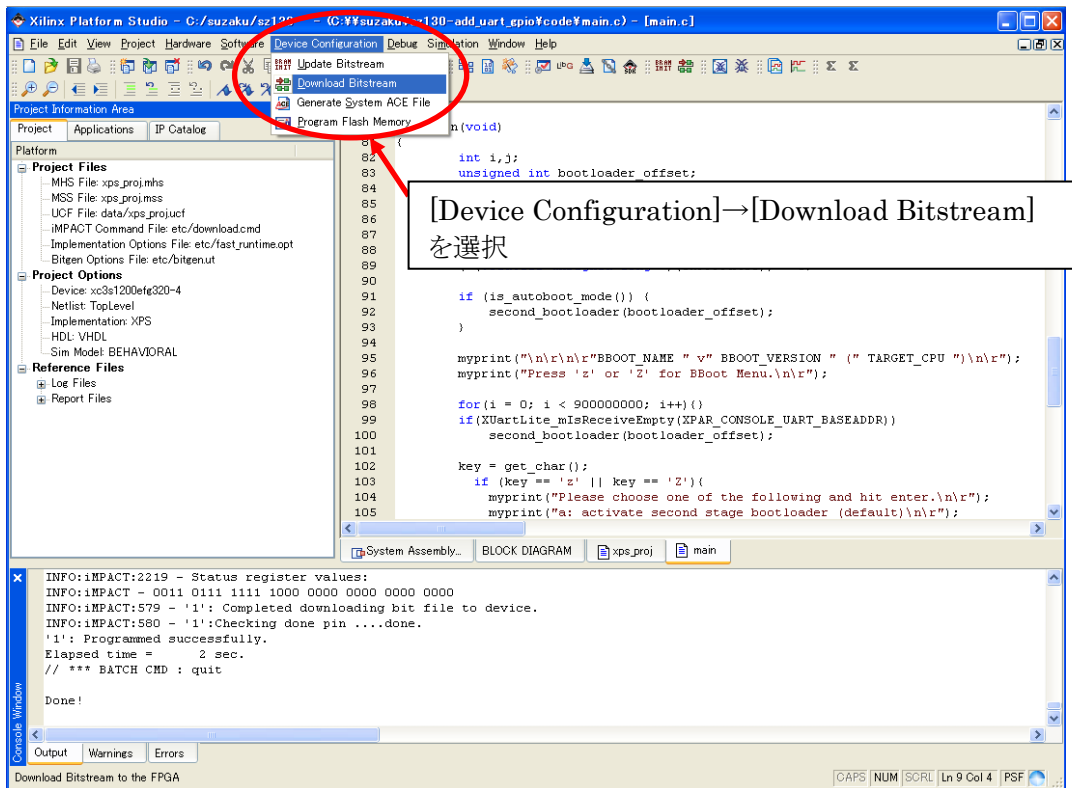 Xilinx Platform Studio - C:/suzaku/sz130 (C:¥¥suzaku sz130-add_uart_gpio¥code¥main.c) - [main.c]
File Edit View Project Hardware Software Device Configuration Debug Simulation Window Help
Update Bitstream
Download Bitstream
Generate System ACE File
Program Flash Memory
Project Information Area
Project Applications IP Catalog
Platform
Project Files
MHS File: xps_proj.mhs
MSS File: xps_proj.mss
UCF File: data/xps_proj.ucf
iMPACT Command File: etc/download.cmd
Implementation Options File: etc/fast_runtime.opt
Bitgen Options File: etc/bitgen.ut
Project Options
Device: xc3s1200efg320-4
Netlist: TopLevel
Implementation: XPS
HDL: VHDL
Sim Model: BEHAVIORAL
Reference Files
Log Files
Report Files
n(void)
{
82 int i,j;
83 unsigned int bootloader_offset;
84
85
86
87
88
89
90
91 if (is_autoboot_mode()) {
92 second_bootloader(bootloader_offset);
93 }
94
95 myprint("\n\r\n\r"BBOOT_NAME " v" BBOOT_VERSION " (" TARGET_CPU ")\n\r");
96 myprint("Press 'z' or 'Z' for BBoot Menu.\n\r");
97
98 for(i = 0; i < 900000000; i++){}
99 if(XUartLite_mIsReceiveEmpty(XPAR_CONSOLE_UART_BASEADDR))
100 second_bootloader(bootloader_offset);
101
102 key = get_char();
103 if (key == 'z' || key == 'Z'){
104 myprint("Please choose one of the following and hit enter.\n\r");
105 myprint("a: activate second stage bootloader (default)\n\r");
[Device Configuration]→[Download Bitstream]
を選択
System Assembly... BLOCK DIAGRAM xps_proj main
INFO:iMPACT:2219 - Status register values:
INFO:iMPACT - 0011 0111 1111 1000 0000 0000 0000 0000
INFO:iMPACT:579 - '1': Completed downloading bit file to device.
INFO:iMPACT:580 - '1':Checking done pin ....done.
'1': Programmed successfully.
Elapsed time = 2 sec.
// *** BATCH CMD : quit
Done!
Console Window
Output Warnings Errors
Download Bitstream to the FPGA
CAPS NUM SCRL Ln 9 Col 4 PSF